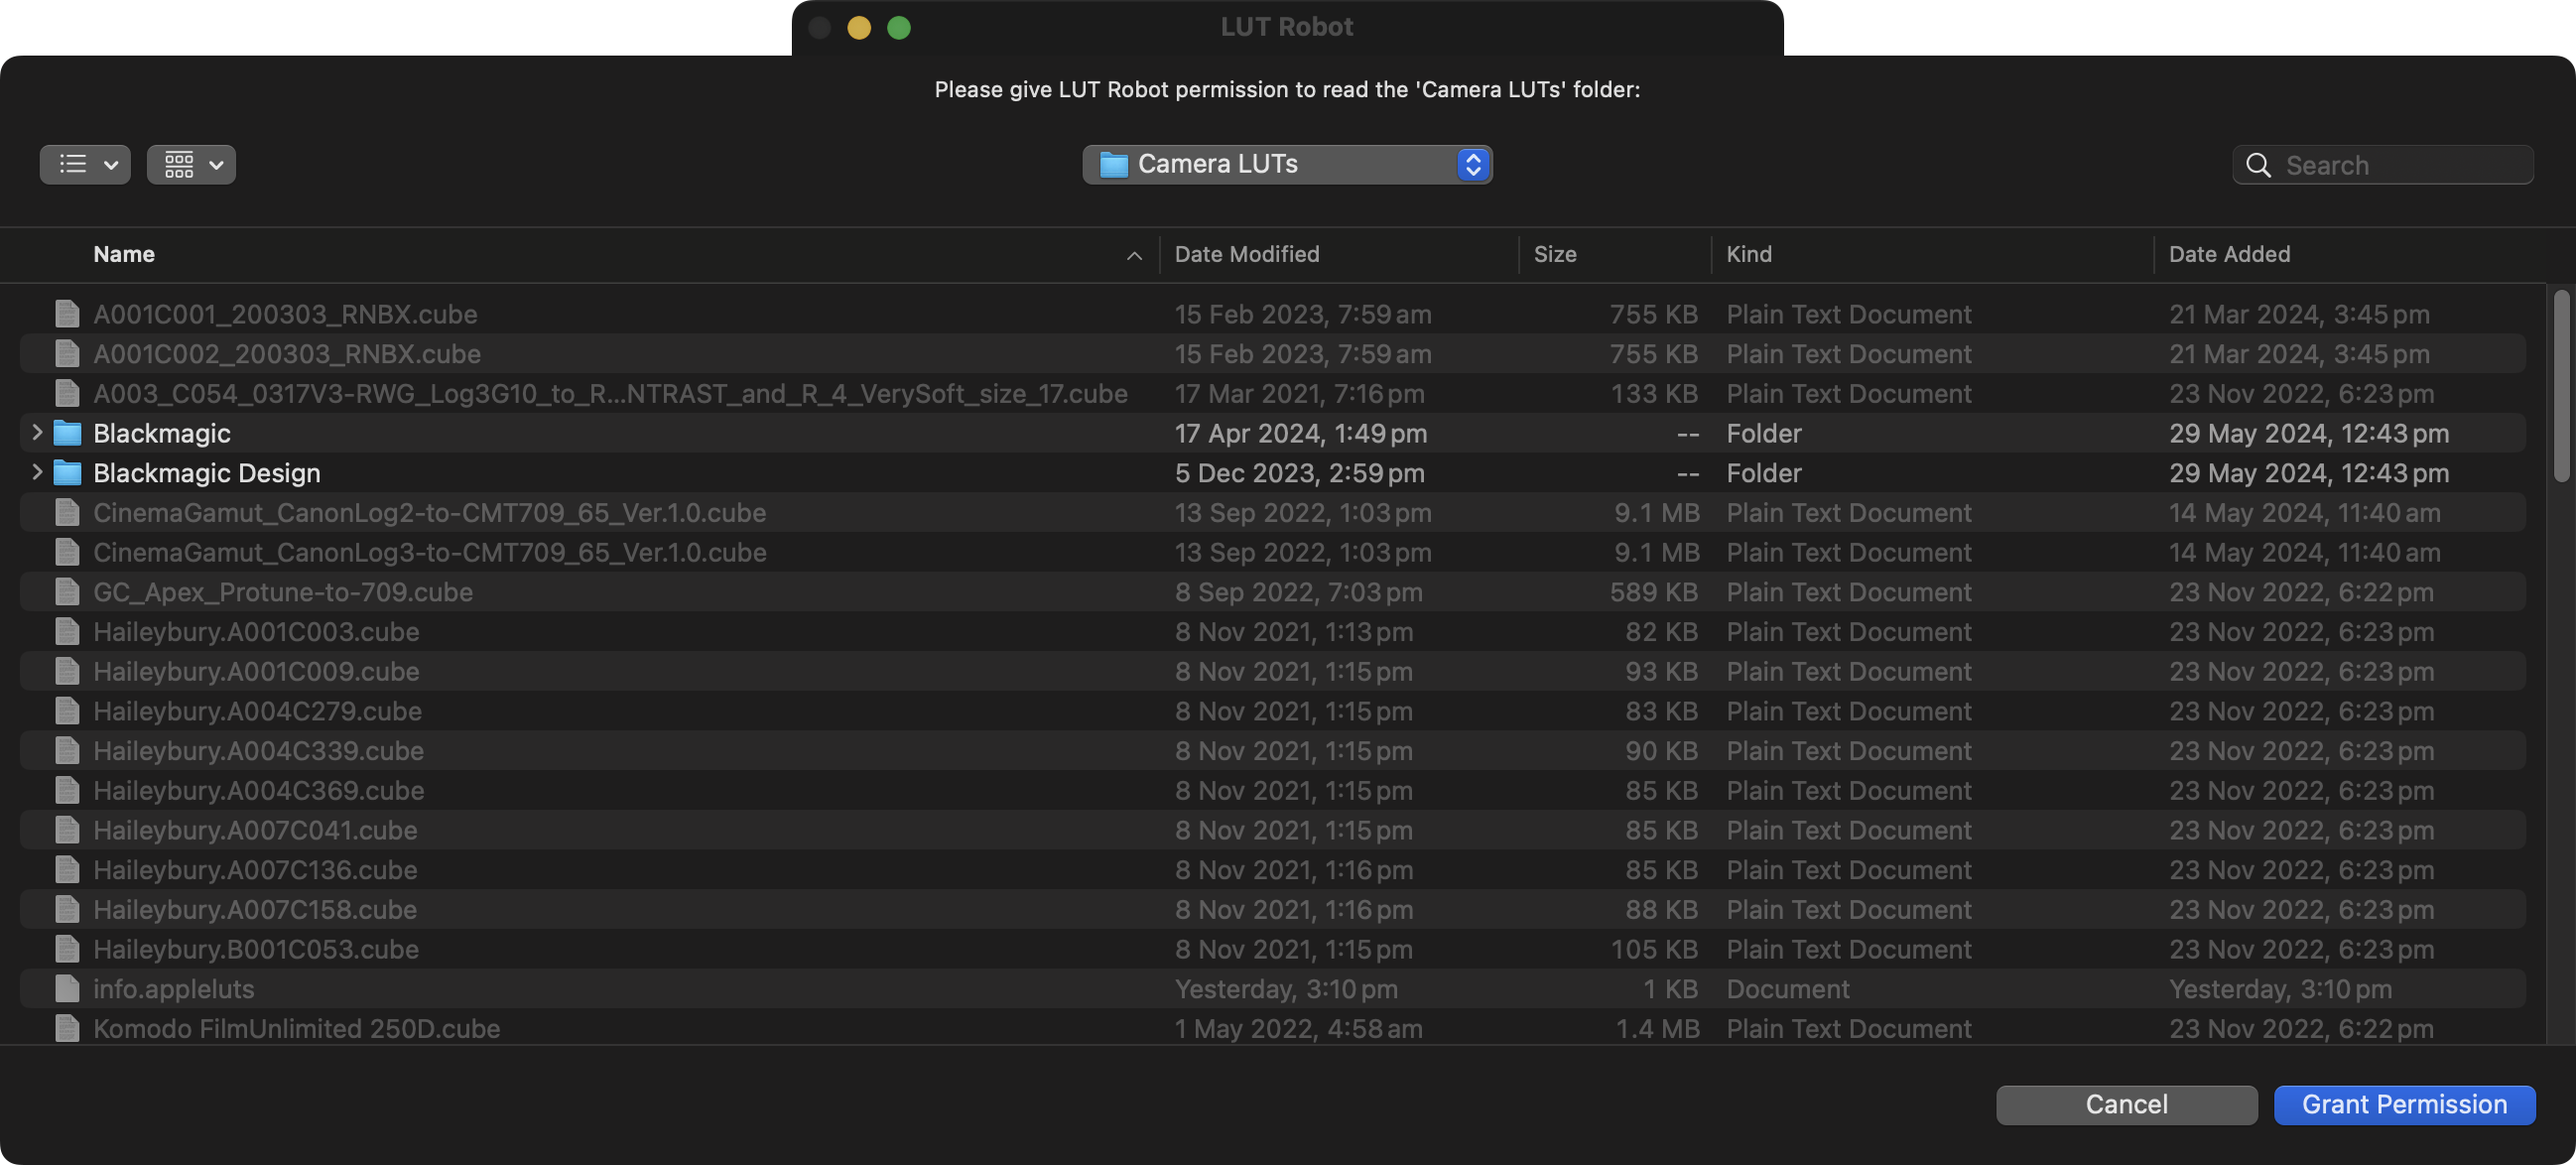 LUT Robot
Please give LUT Robot permission to read the 'Camera LUTs' folder:
Camera LUTs
Search
Name Date Modified Size Kind Date Added
A001C001_200303_RNBX.cube 15 Feb 2023, 7:59 am 755 KB Plain Text Document 21 Mar 2024, 3:45 pm
A001C002_200303_RNBX.cube 15 Feb 2023, 7:59 am 755 KB Plain Text Document 21 Mar 2024, 3:45 pm
A003_C054_0317V3-RWG_Log3G10_to_R...NTRAST_and_R_4_VerySoft_size_17.cube 17 Mar 2021, 7:16 pm 133 KB Plain Text Document 23 Nov 2022, 6:23 pm
Blackmagic 17 Apr 2024, 1:49 pm -- Folder 29 May 2024, 12:43 pm
Blackmagic Design 5 Dec 2023, 2:59 pm -- Folder 29 May 2024, 12:43 pm
CinemaGamut_CanonLog2-to-CMT709_65_Ver.1.0.cube 13 Sep 2022, 1:03 pm 9.1 MB Plain Text Document 14 May 2024, 11:40 am
CinemaGamut_CanonLog3-to-CMT709_65_Ver.1.0.cube 13 Sep 2022, 1:03 pm 9.1 MB Plain Text Document 14 May 2024, 11:40 am
GC_Apex_Protune-to-709.cube 8 Sep 2022, 7:03 pm 589 KB Plain Text Document 23 Nov 2022, 6:22 pm
Haileybury.A001C003.cube 8 Nov 2021, 1:13 pm 82 KB Plain Text Document 23 Nov 2022, 6:23 pm
Haileybury.A001C009.cube 8 Nov 2021, 1:15 pm 93 KB Plain Text Document 23 Nov 2022, 6:23 pm
Haileybury.A004C279.cube 8 Nov 2021, 1:15 pm 83 KB Plain Text Document 23 Nov 2022, 6:23 pm
Haileybury.A004C339.cube 8 Nov 2021, 1:15 pm 90 KB Plain Text Document 23 Nov 2022, 6:23 pm
Haileybury.A004C369.cube 8 Nov 2021, 1:15 pm 85 KB Plain Text Document 23 Nov 2022, 6:23 pm
Haileybury.A007C041.cube 8 Nov 2021, 1:15 pm 85 KB Plain Text Document 23 Nov 2022, 6:23 pm
Haileybury.A007C136.cube 8 Nov 2021, 1:16 pm 85 KB Plain Text Document 23 Nov 2022, 6:23 pm
Haileybury.A007C158.cube 8 Nov 2021, 1:16 pm 88 KB Plain Text Document 23 Nov 2022, 6:23 pm
Haileybury.B001C053.cube 8 Nov 2021, 1:15 pm 105 KB Plain Text Document 23 Nov 2022, 6:23 pm
info.appleluts Yesterday, 3:10 pm 1 KB Document Yesterday, 3:10 pm
Komodo FilmUnlimited 250D.cube 1 May 2022, 4:58 am 1.4 MB Plain Text Document 23 Nov 2022, 6:22 pm
Cancel Grant Permission